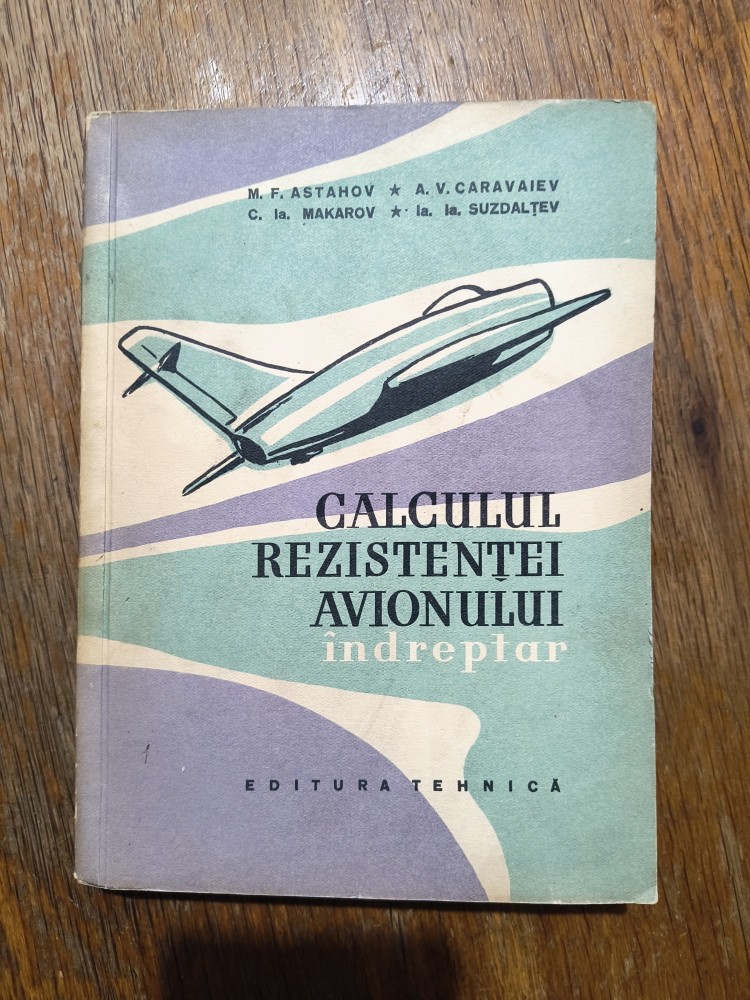 M. F. ASTAHOV ★ A. V. CARAVAIEV
C. Ia. MAKAROV ★ Ia. Ia. SUZDALȚEV
CALCULUL
REZISTENȚEI
AVIONULUI
îndreptar
EDITURA TEHNICĂ